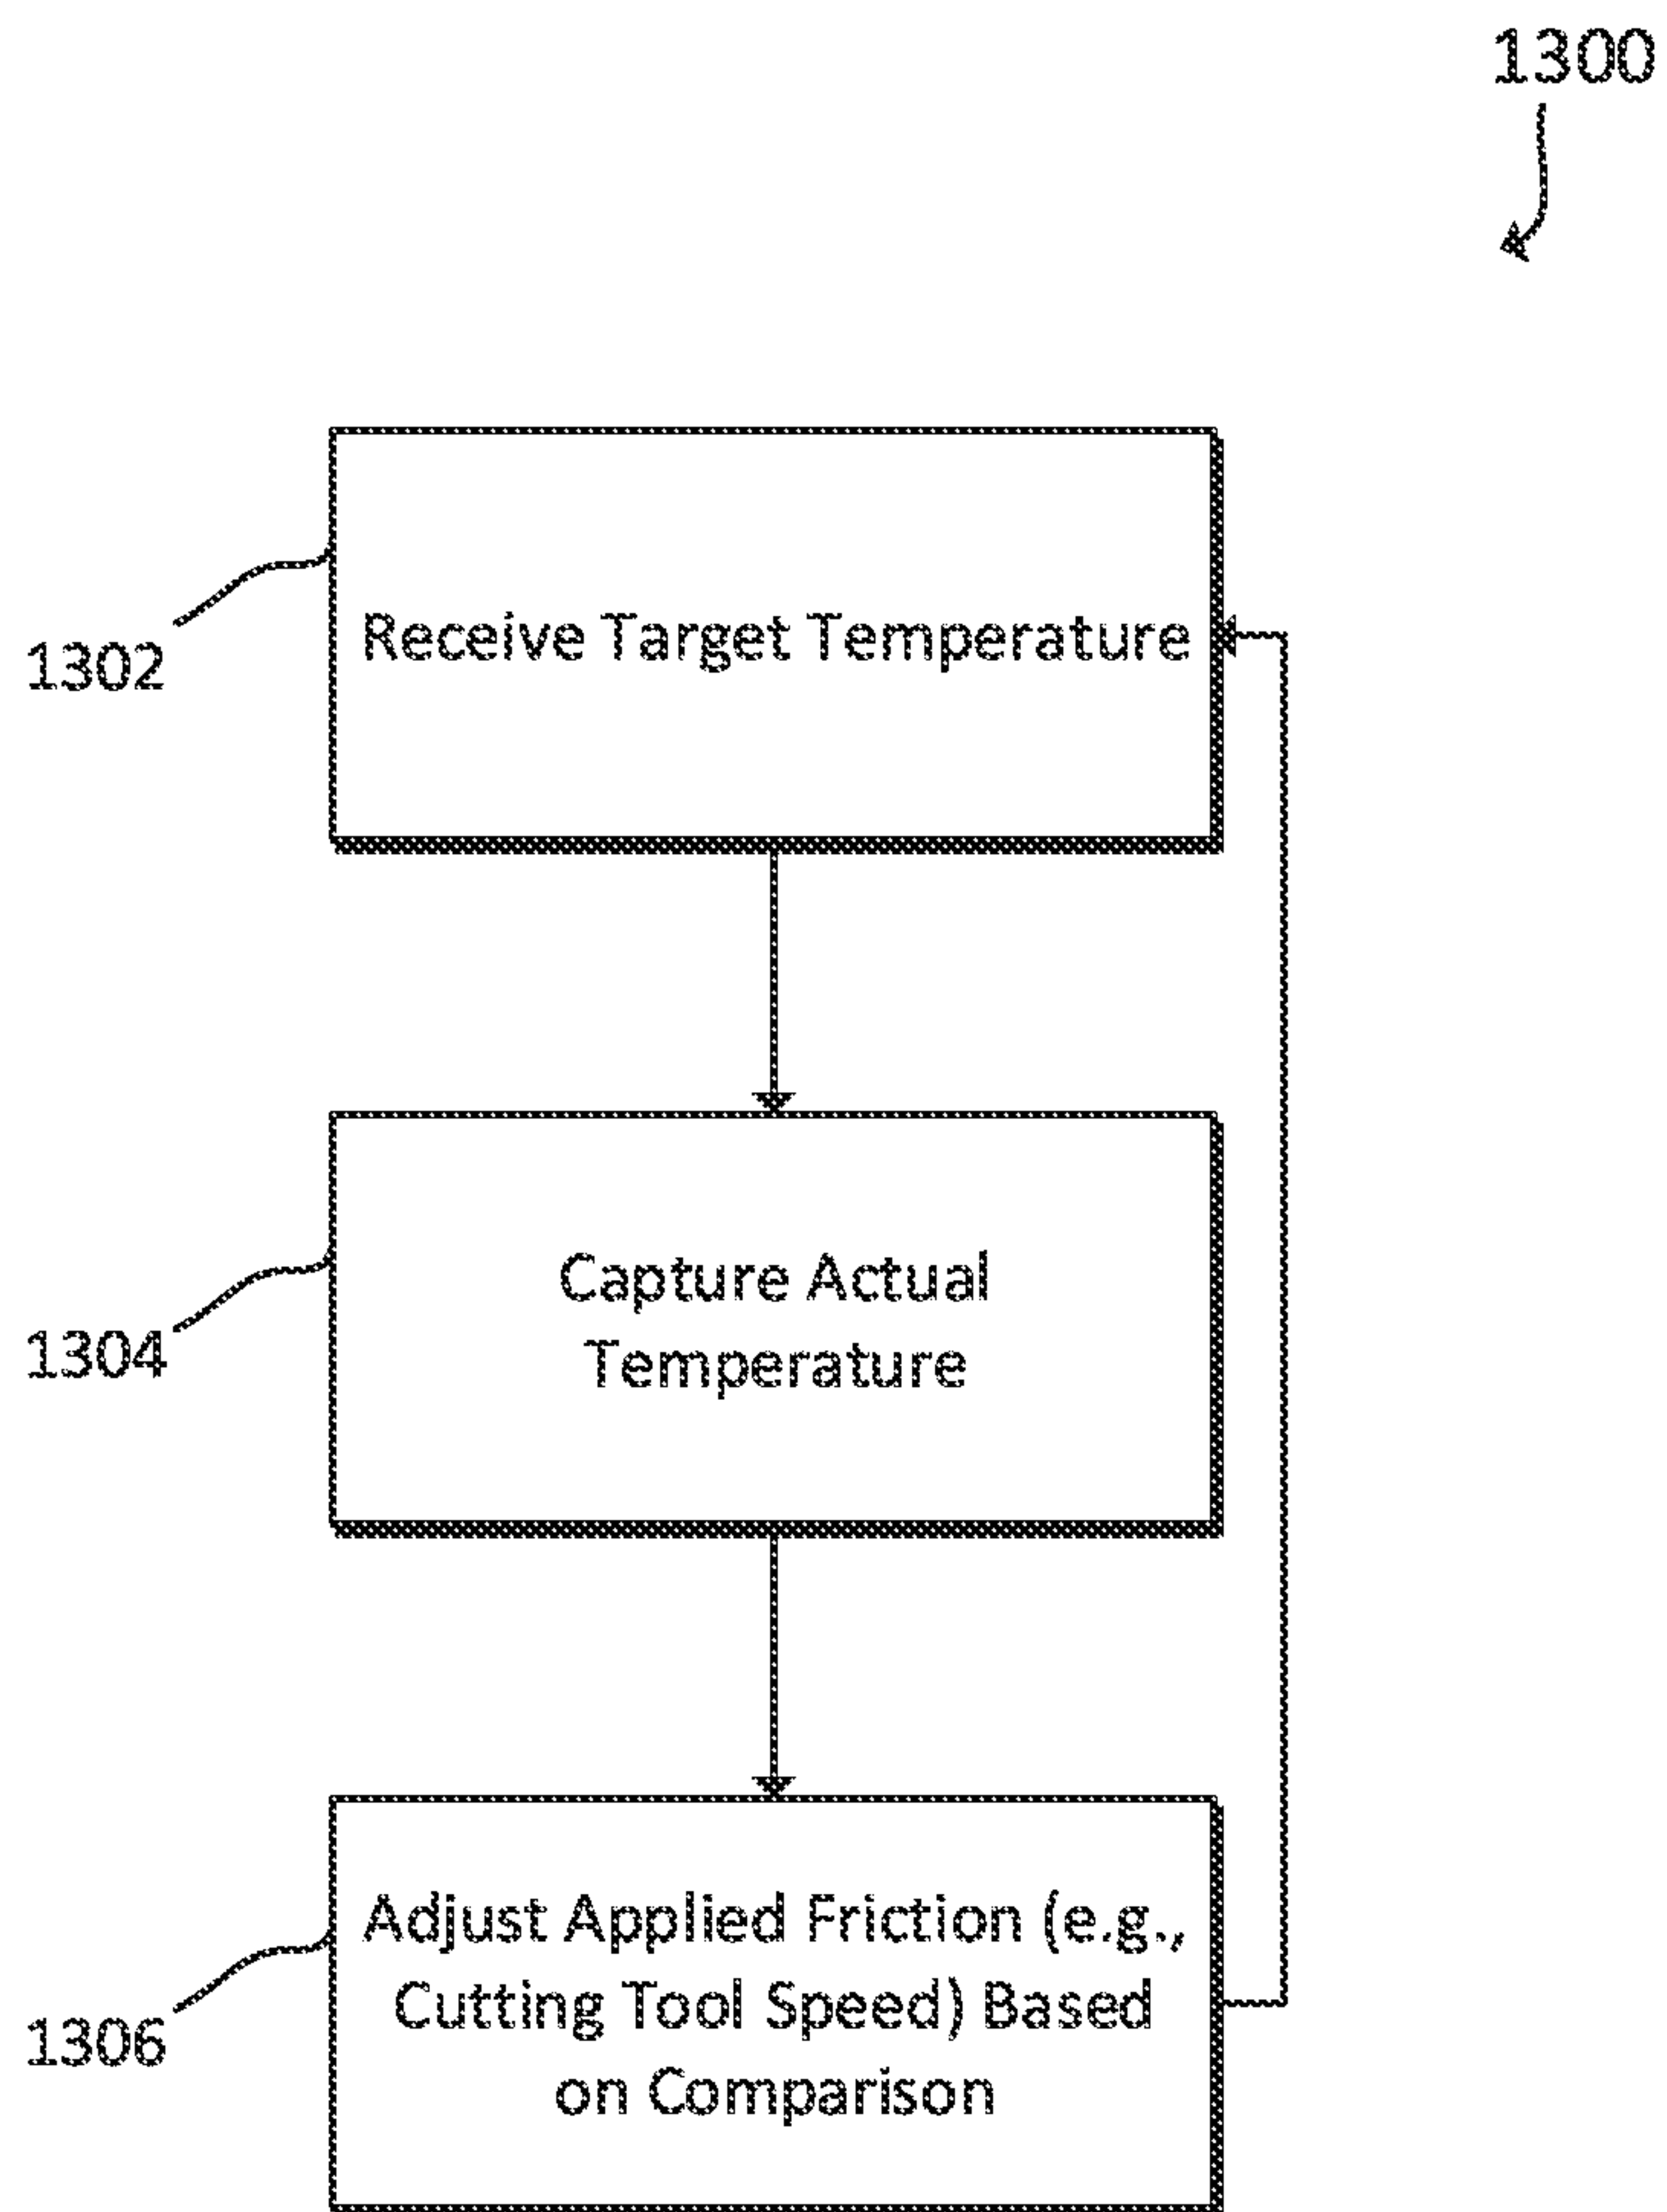 1300
1302
Receive Target Temperature
1304
Capture Actual
Temperature
1306
Adjust Applied Friction (e.g.,
Cutting Tool Speed) Based
on Comparison